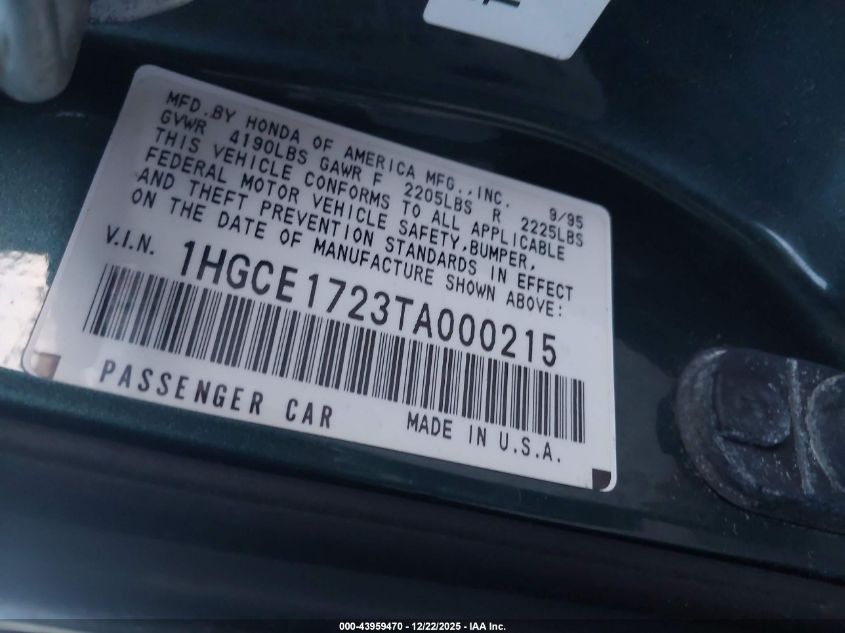 MFD.BY HONDA OF AMERICA MFG.,INC. 9/95
GVWR 4190LBS GAWR F 2205LBS R 2225LBS
THIS VEHICLE CONFORMS TO ALL APPLICABLE
FEDERAL MOTOR VEHICLE SAFETY,BUMPER,
AND THEFT PREVENTION STANDARDS IN EFFECT
ON THE DATE OF MANUFACTURE SHOWN ABOVE:
V.I.N. 1HGCE1723TA000215
PASSENGER CAR MADE IN U.S.A.
000-43959470 - 12/22/2025 - IAA Inc.